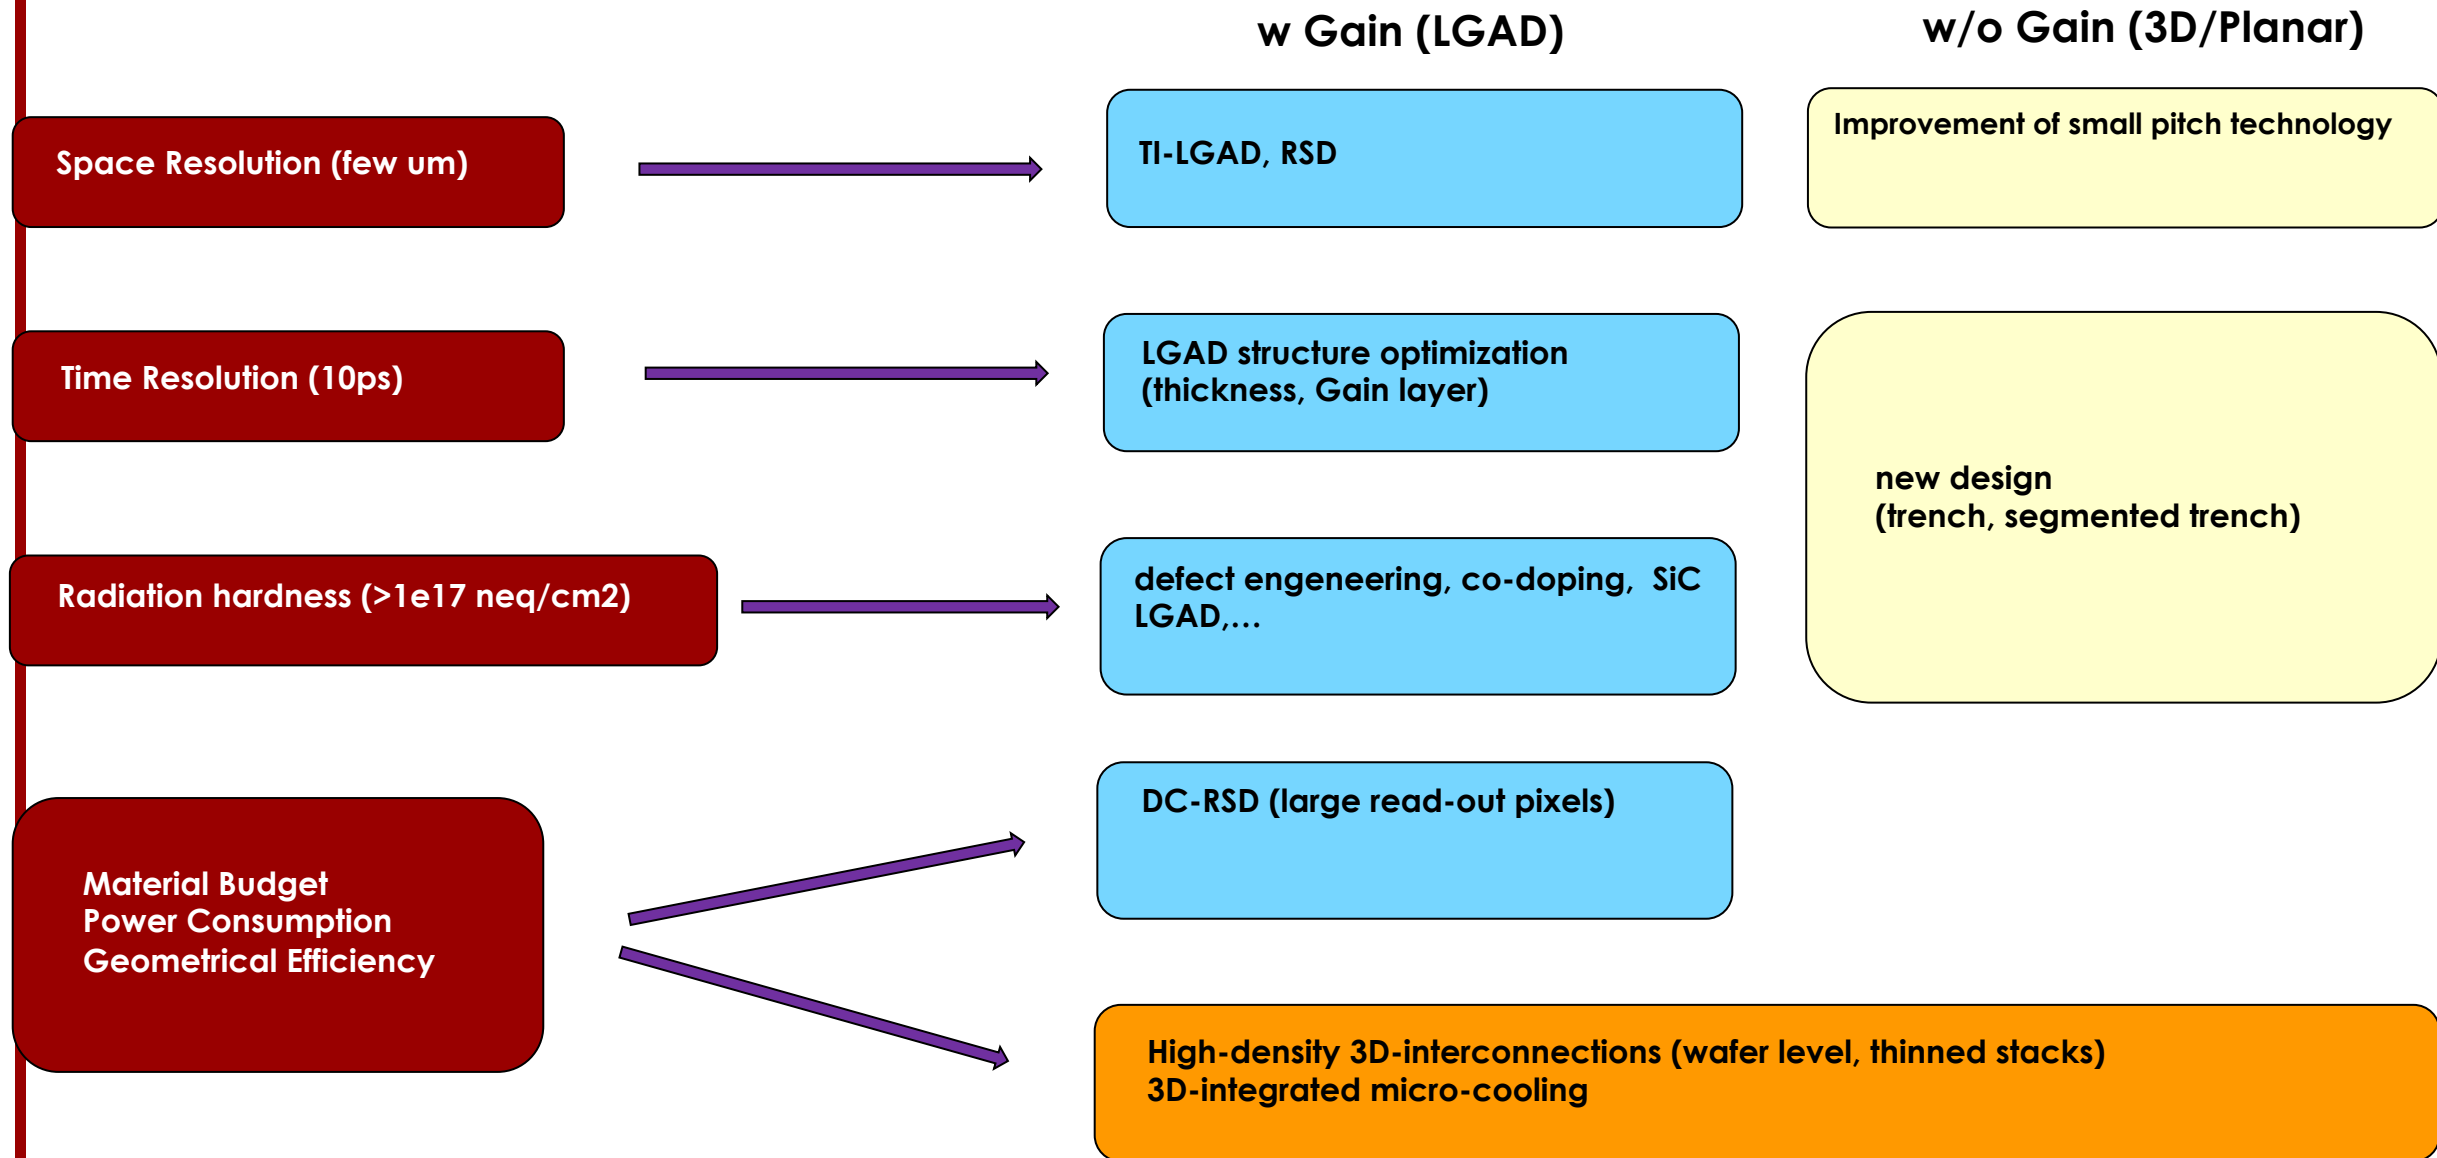 w Gain (LGAD)
w/o Gain (3D/Planar)
Space Resolution (few um)
TI-LGAD, RSD
Improvement of small pitch technology
Time Resolution (10ps)
LGAD structure optimization
(thickness, Gain layer)
new design
(trench, segmented trench)
Radiation hardness (>1e17 neq/cm2)
defect engeneering, co-doping, SiC
LGAD,...
Material Budget
Power Consumption
Geometrical Efficiency
DC-RSD (large read-out pixels)
High-density 3D-interconnections (wafer level, thinned stacks)
3D-integrated micro-cooling